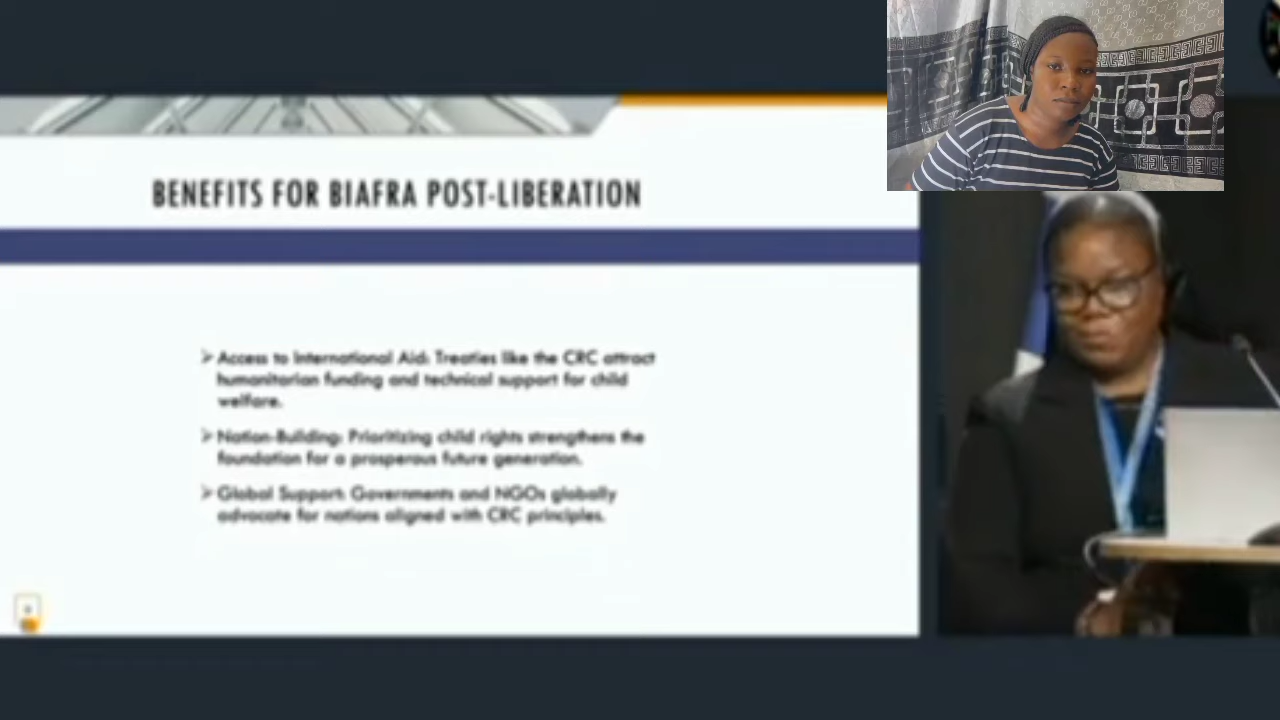 BENEFITS FOR BIAFRA POST-LIBERATION
➢ Access to International Aid: Treaties like the CRC attract
humanitarian funding and technical support for child
welfare.
➢ Nation-Building: Prioritizing child rights strengthens the
foundation for a prosperous future generation.
➢ Global Support: Governments and NGOs globally
advocate for nations aligned with CRC principles.